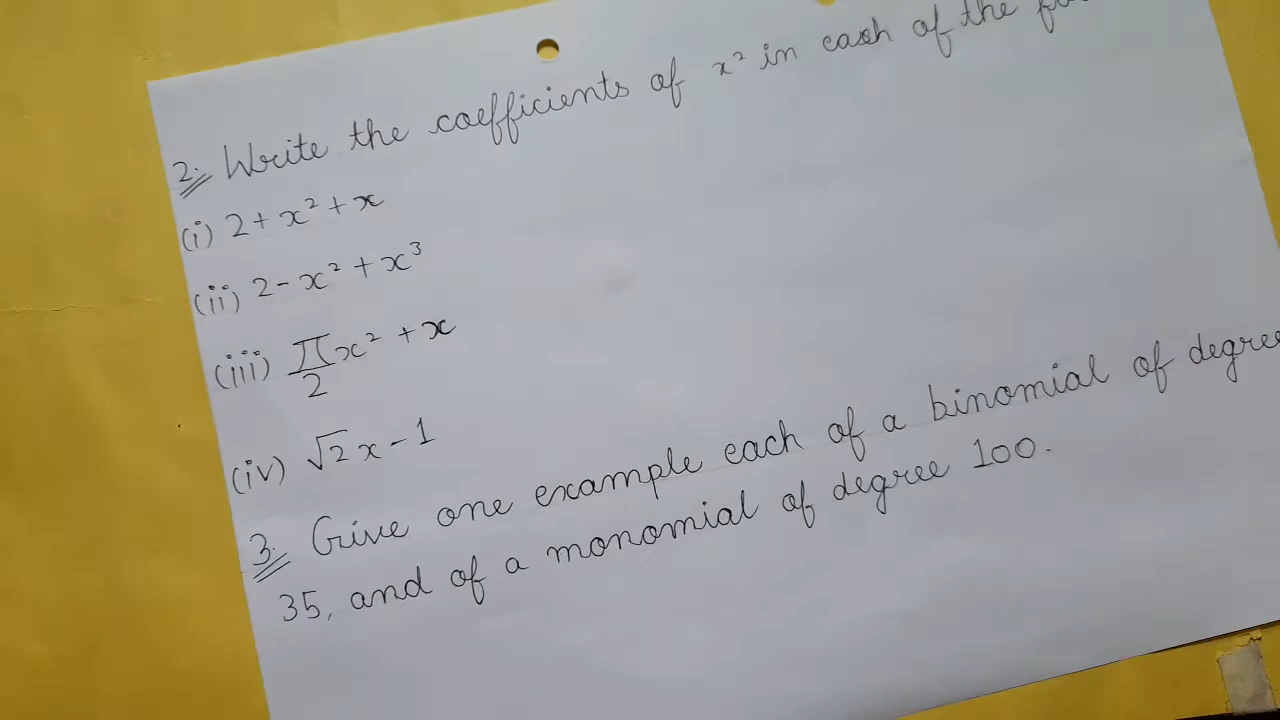 2. Write the coefficients of x² in each of the
(i) 2 + x² + x
(ii) 2 - x² + x³
(iii) π/2 x² + x
(iv) √2 x - 1
3. Give one example each of a binomial of degree
35, and of a monomial of degree 100.